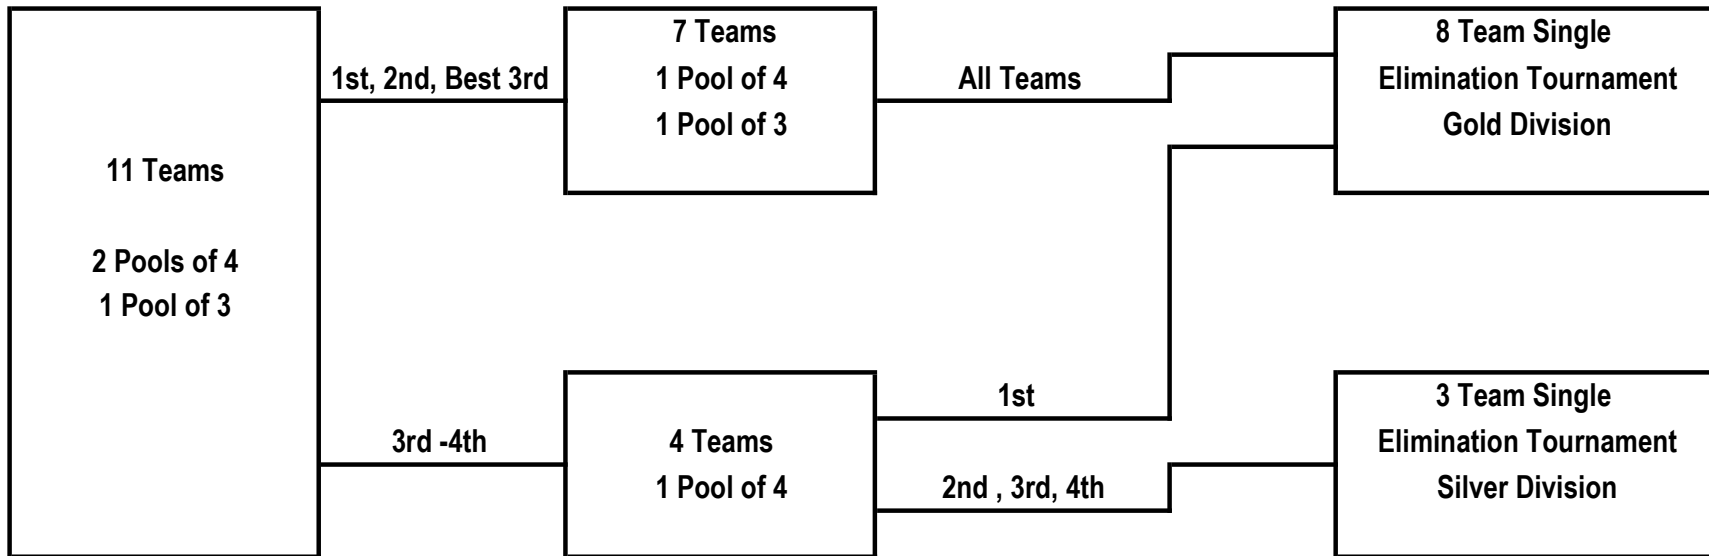 11 Teams
2 Pools of 4
1 Pool of 3
1st, 2nd, Best 3rd
3rd -4th
7 Teams
1 Pool of 4
1 Pool of 3
4 Teams
1 Pool of 4
All Teams
1st
2nd , 3rd, 4th
8 Team Single
Elimination Tournament
Gold Division
3 Team Single
Elimination Tournament
Silver Division